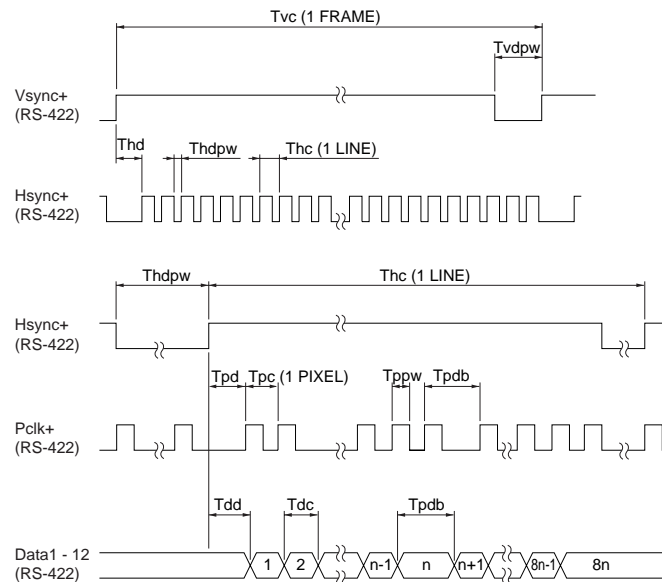 Tvc (1 FRAME)
Tvdpw
Vsync+
(RS-422)
Thd
Thdpw
Thc (1 LINE)
Hsync+
(RS-422)
Thdpw
Thc (1 LINE)
Hsync+
(RS-422)
Tpd
Tpc (1 PIXEL)
Tppw
Tpdb
Pclk+
(RS-422)
Tdd
Tdc
Tpdb
Data1 - 12
(RS-422)
1
2
n-1
n
n+1
8n-1
8n